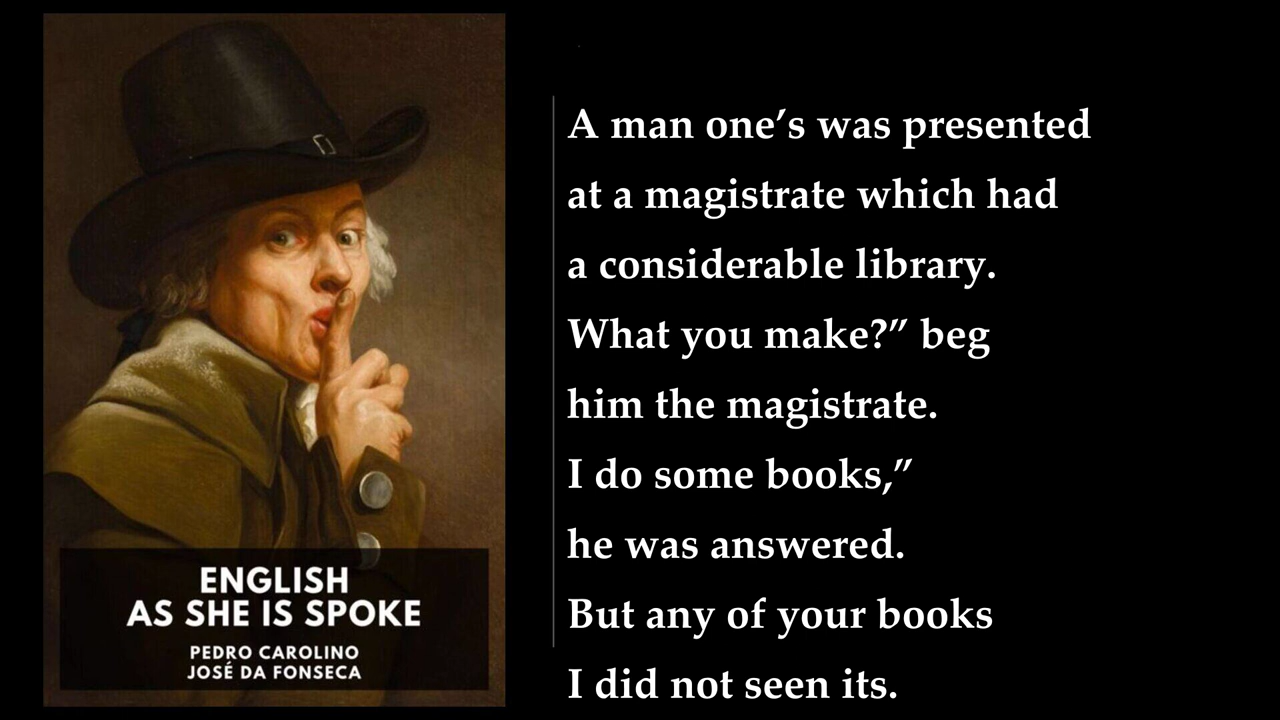 ENGLISH
AS SHE IS SPOKE
PEDRO CAROLINO
JOSÉ DA FONSECA
A man one’s was presented
at a magistrate which had
a considerable library.
What you make?” beg
him the magistrate.
I do some books,”
he was answered.
But any of your books
I did not seen its.